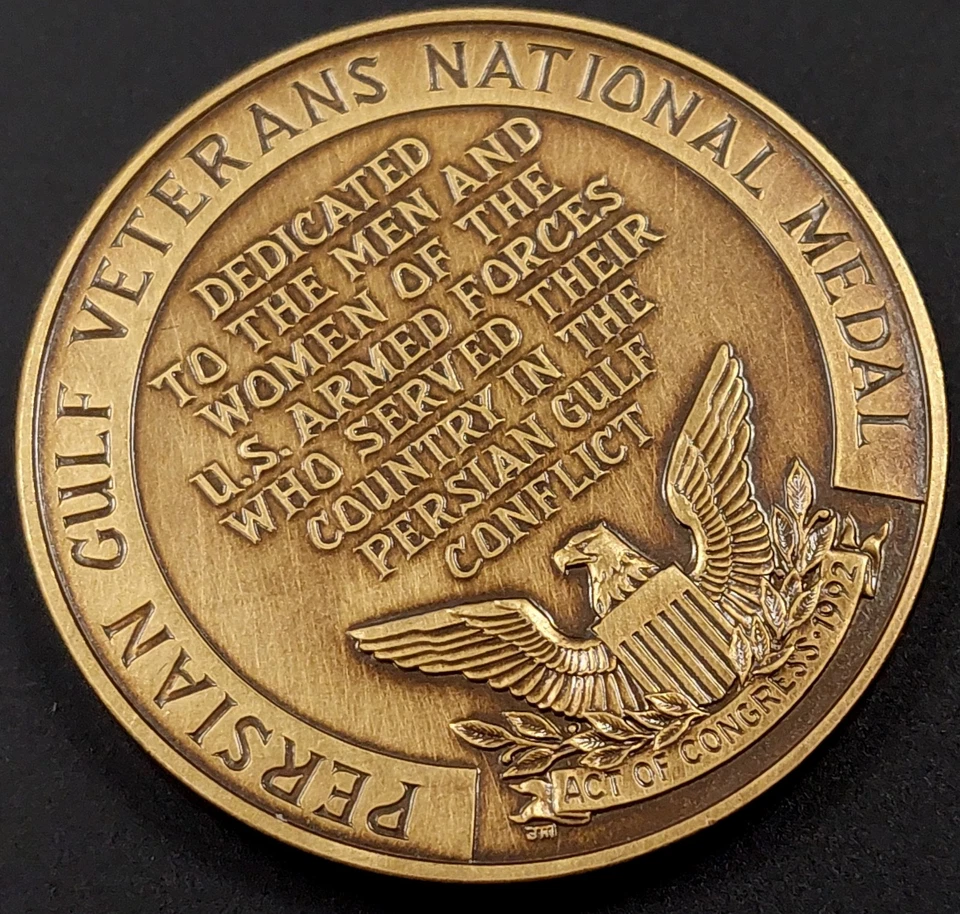 PERSIAN GULF VETERANS NATIONAL MEDAL
DEDICATED
TO THE MEN AND
WOMEN OF THE
U.S. ARMED FORCES
WHO SERVED THEIR
COUNTRY IN THE
PERSIAN GULF
CONFLICT
ACT OF CONGRESS · 1992